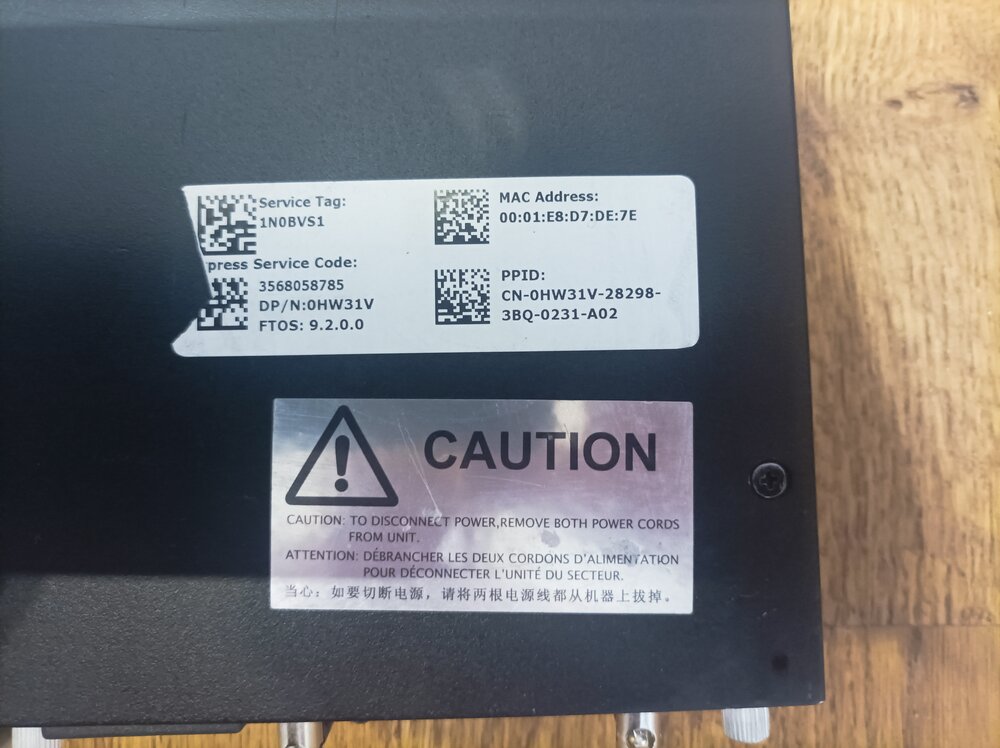 Service Tag:
1N0BVS1
press Service Code:
3568058785
DP/N:0HW31V
FTOS: 9.2.0.0
MAC Address:
00:01:E8:D7:DE:7E
PPID:
CN-0HW31V-28298-
3BQ-0231-A02
CAUTION
CAUTION: TO DISCONNECT POWER,REMOVE BOTH POWER CORDS
FROM UNIT.
ATTENTION: DÉBRANCHER LES DEUX CORDONS D'ALIMENTATION
POUR DÉCONNECTER L'UNITÉ DU SECTEUR.
当心：如要切断电源，请将两根电源线都从机器上拔掉。